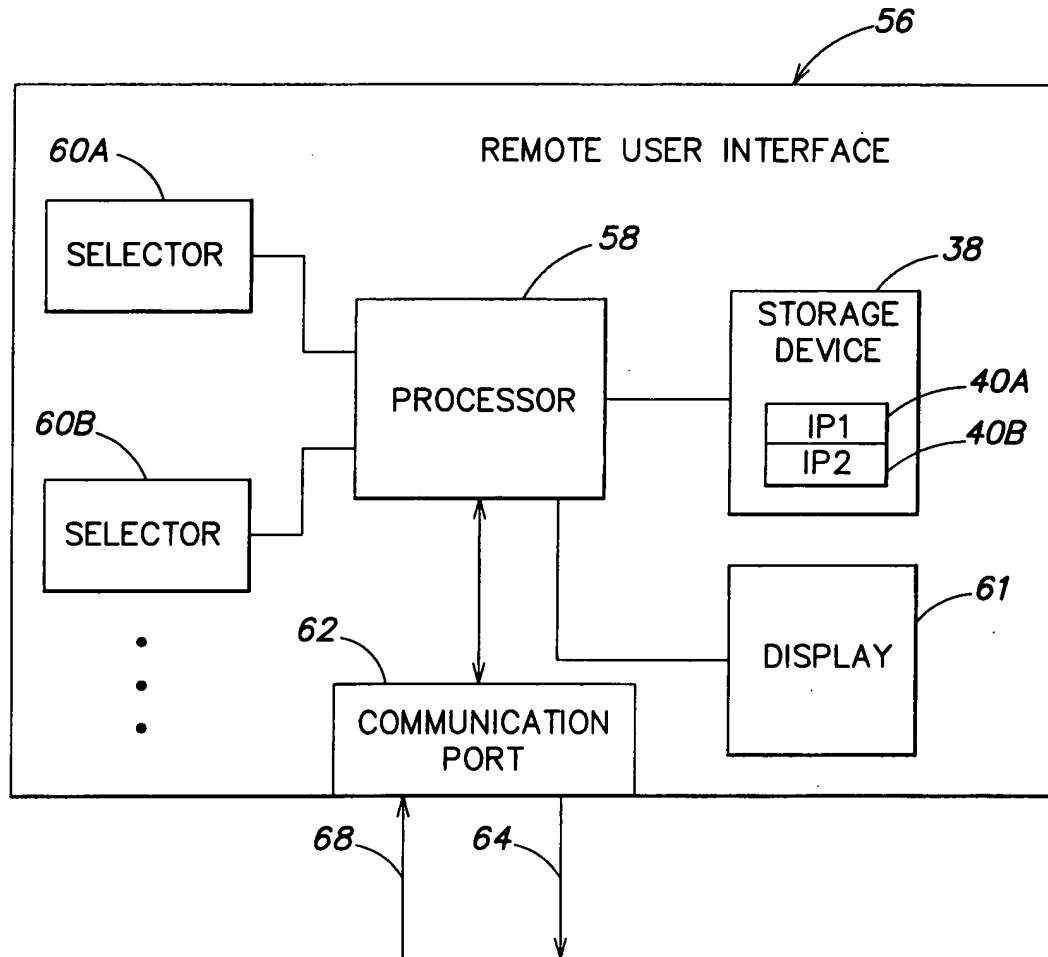 56
REMOTE USER INTERFACE
60A
SELECTOR
58
PROCESSOR
38
STORAGE
DEVICE
40A
IP1
40B
IP2
60B
SELECTOR
61
DISPLAY
62
COMMUNICATION
PORT
68
64